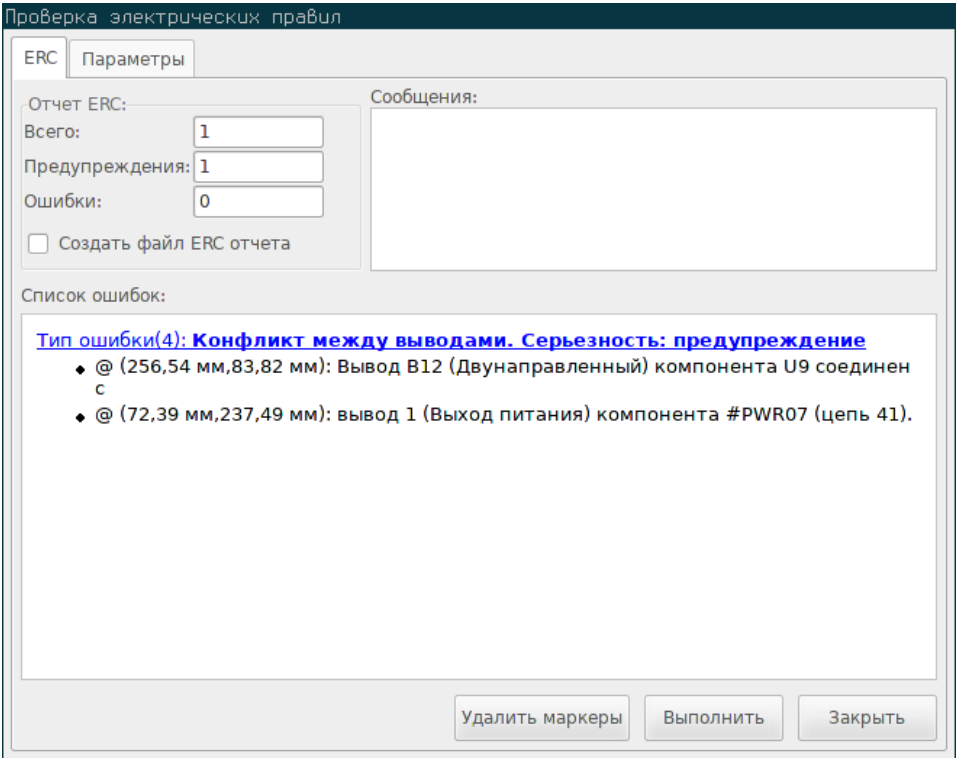 Проверка электрических правил
ERC
Параметры
Отчет ERC:
Сообщения:
Всего:
1
Предупреждения:
1
Ошибки:
0
Создать файл ERC отчета
Список ошибок:
Тип ошибки(4): Конфликт между выводами. Серьезность: предупреждение
@ (256,54 мм,83,82 мм): Вывод B12 (Двунаправленный) компонента U9 соединен
с
@ (72,39 мм,237,49 мм): вывод 1 (Выход питания) компонента #PWR07 (цепь 41).
Удалить маркеры
Выполнить
Закрыть